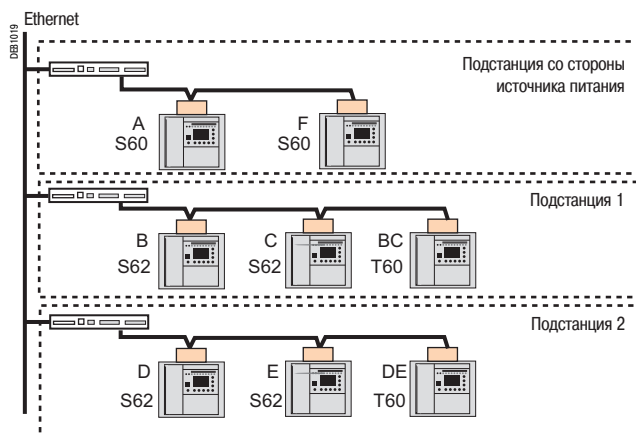 Ethernet
DEB1019
Подстанция со стороны
источника питания
A
S60
F
S60
Подстанция 1
B
S62
C
S62
BC
T60
Подстанция 2
D
S62
E
S62
DE
T60